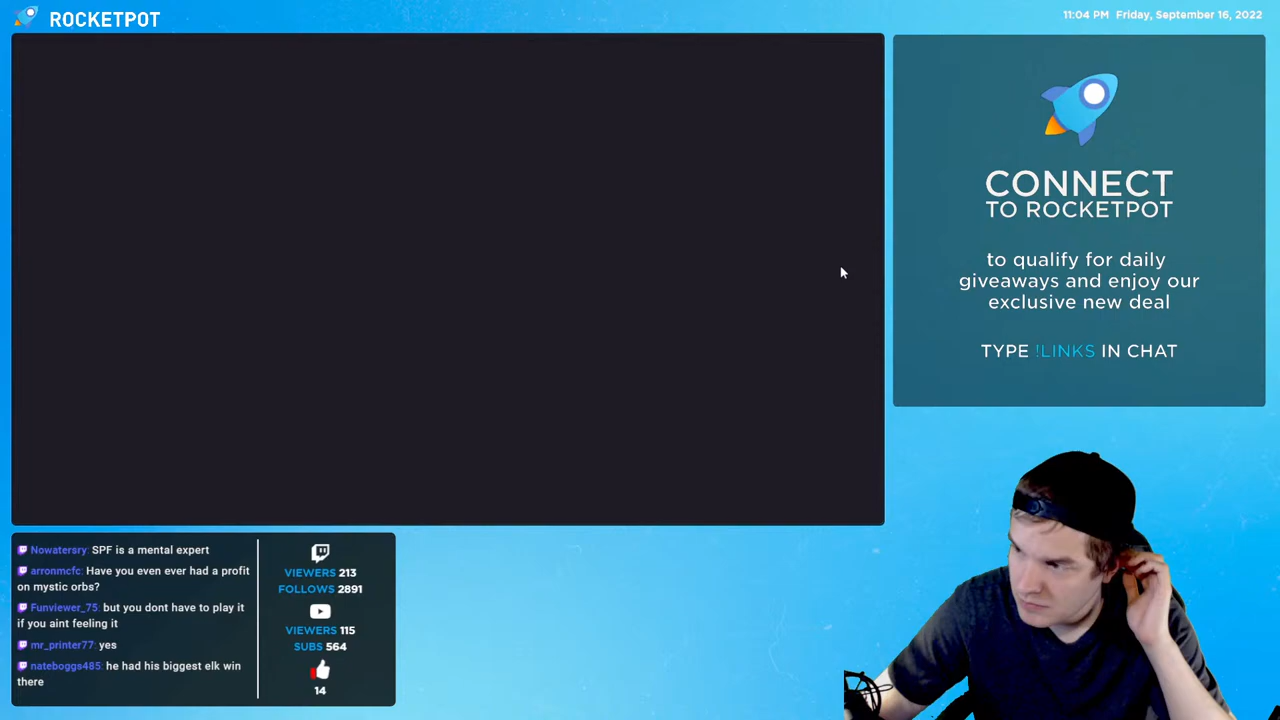 ROCKETPOT
11:04 PM Friday, September 16, 2022
CONNECT
TO ROCKETPOT
to qualify for daily
giveaways and enjoy our
exclusive new deal
TYPE !LINKS IN CHAT
Nowatersry: SPF is a mental expert
arronmcfc: Have you even ever had a profit
on mystic orbs?
Funviewer_75: but you dont have to play it
if you aint feeling it
mr_printer77: yes
nateboggs485: he had his biggest elk win
there
VIEWERS 213
FOLLOWS 2891
VIEWERS 115
SUBS 564
14